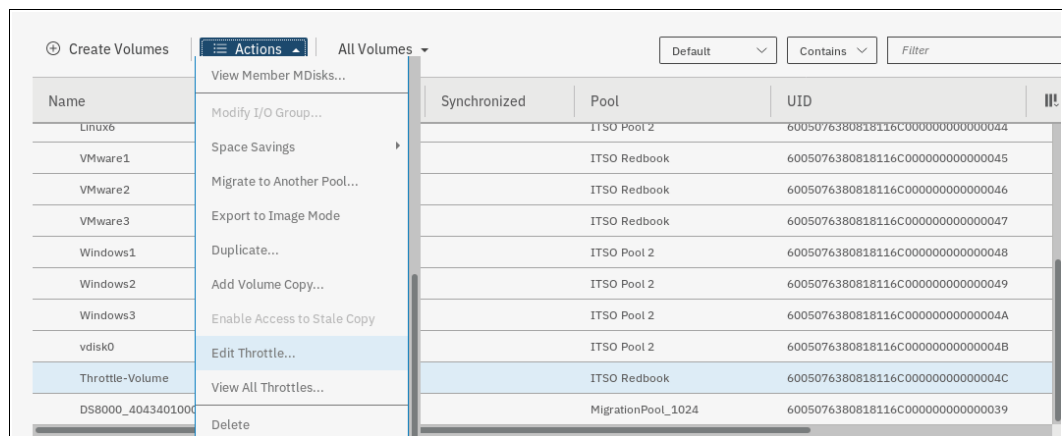 Create Volumes Actions All Volumes Default Contains Filter
View Member MDisks...
Name Synchronized Pool UID
Modify I/O Group...
Linux6 ITSO Pool 2 6005076380818116C000000000000044
Space Savings
VMware1 ITSO Redbook 6005076380818116C000000000000045
Migrate to Another Pool...
VMware2 ITSO Redbook 6005076380818116C000000000000046
Export to Image Mode
VMware3 ITSO Redbook 6005076380818116C000000000000047
Duplicate...
Windows1 ITSO Pool 2 6005076380818116C000000000000048
Add Volume Copy...
Windows2 ITSO Pool 2 6005076380818116C000000000000049
Enable Access to Stale Copy
Windows3 ITSO Pool 2 6005076380818116C00000000000004A
vdisk0 ITSO Pool 2 6005076380818116C00000000000004B
Edit Throttle...
Throttle-Volume ITSO Redbook 6005076380818116C00000000000004C
View All Throttles...
DS8000_4043401000 MigrationPool_1024 6005076380818116C000000000000039
Delete